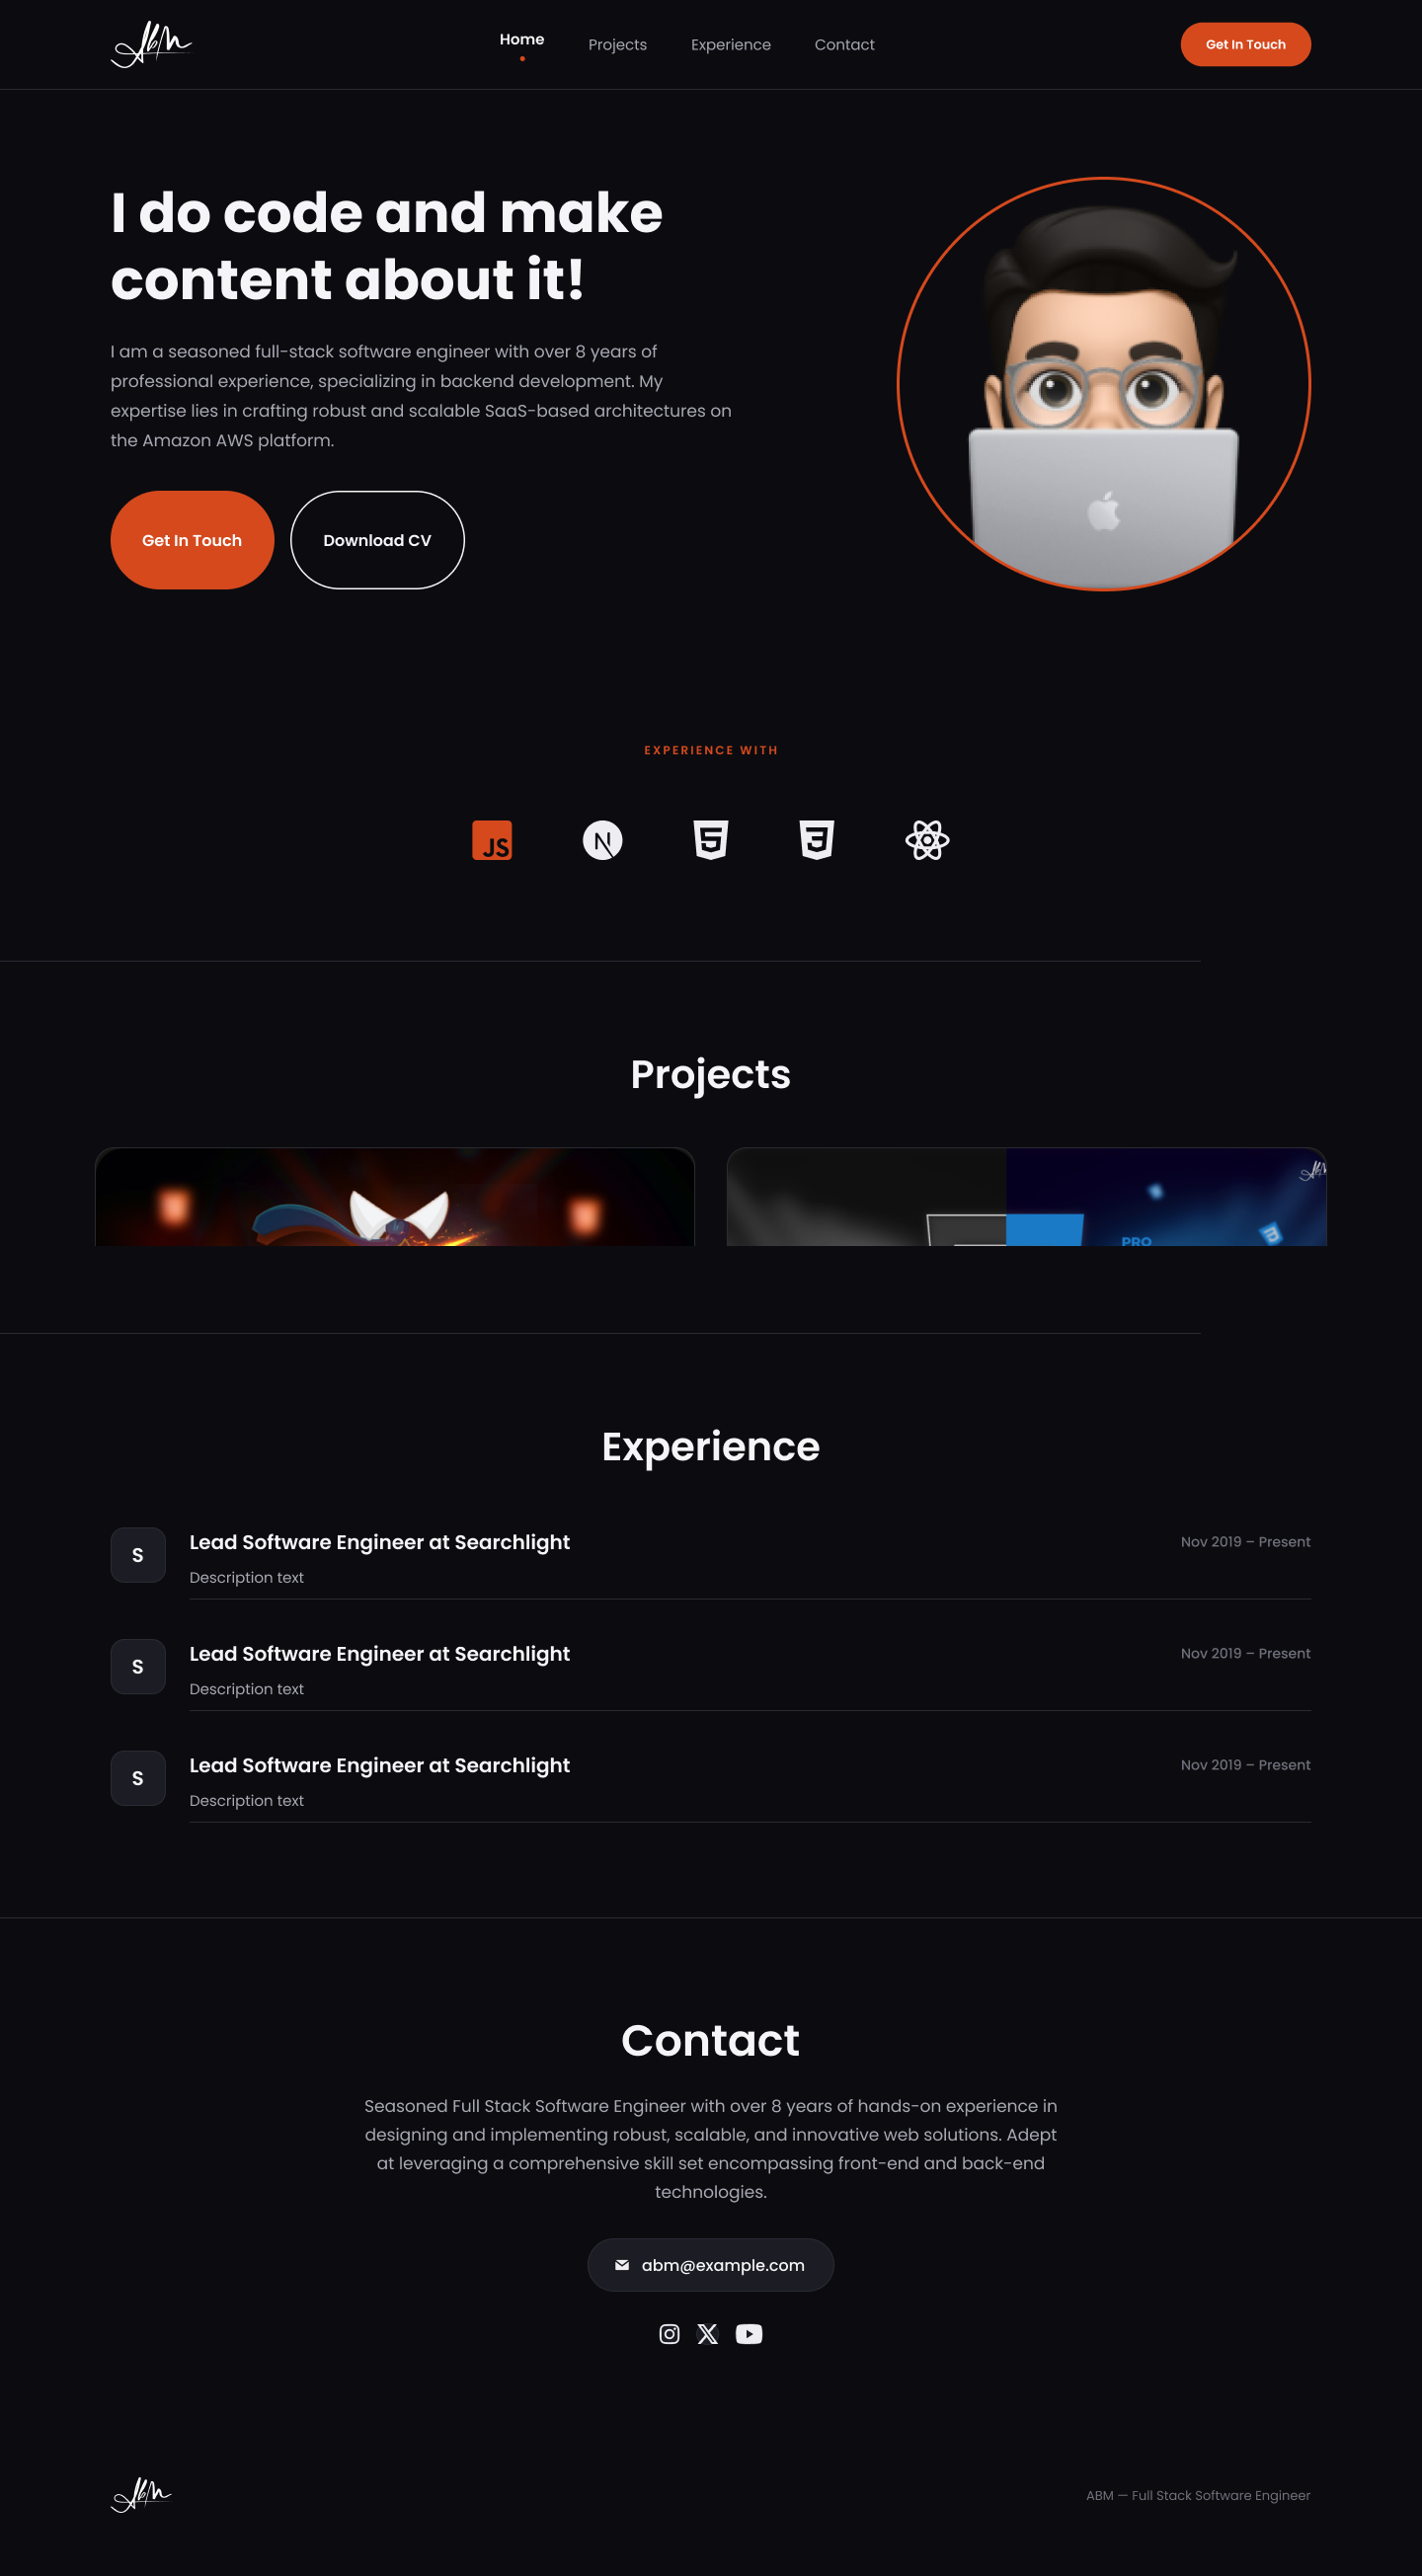 Abm
Home
Projects
Experience
Contact
Get In Touch
I do code and make
content about it!
I am a seasoned full-stack software engineer with over 8 years of
professional experience, specializing in backend development. My
expertise lies in crafting robust and scalable SaaS-based architectures on
the Amazon AWS platform.
Get In Touch
Download CV
EXPERIENCE WITH
JS
N
5
3
Projects
PRO
Experience
S
Lead Software Engineer at Searchlight
Nov 2019 – Present
Description text
S
Lead Software Engineer at Searchlight
Nov 2019 – Present
Description text
S
Lead Software Engineer at Searchlight
Nov 2019 – Present
Description text
Contact
Seasoned Full Stack Software Engineer with over 8 years of hands-on experience in
designing and implementing robust, scalable, and innovative web solutions. Adept
at leveraging a comprehensive skill set encompassing front-end and back-end
technologies.
abm@example.com
Abm
ABM — Full Stack Software Engineer